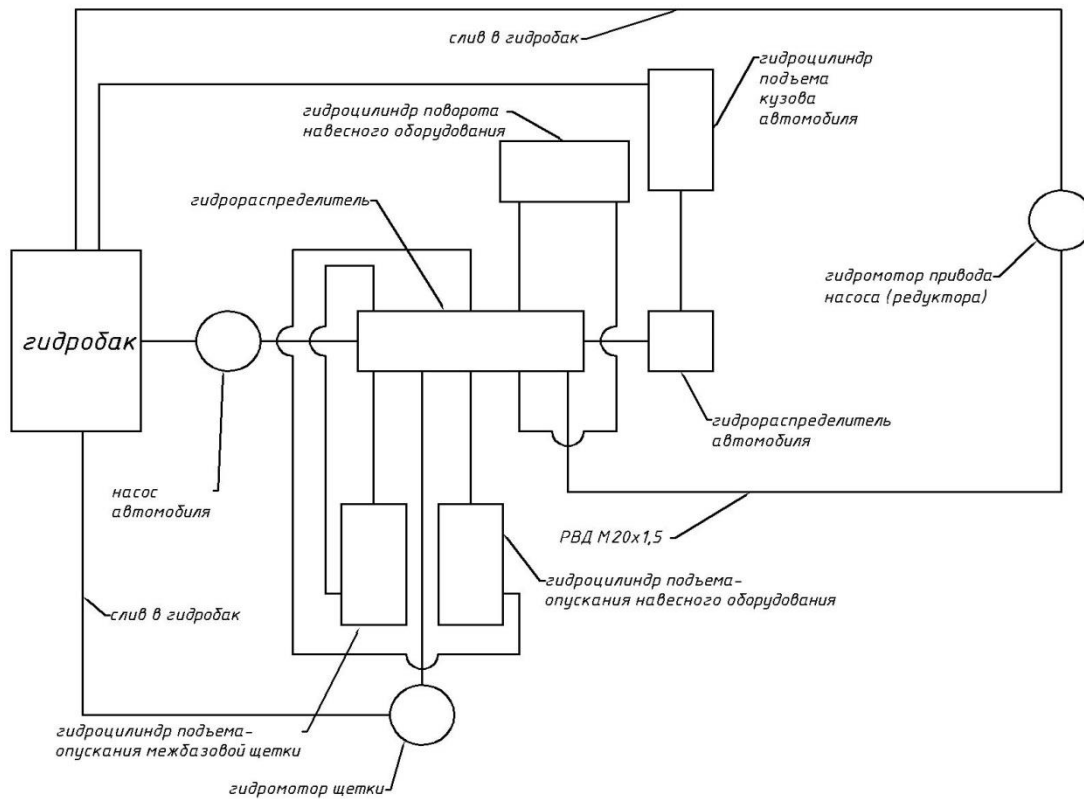 слив в гидробак
гидроцилиндр
подъема
кузова
автомобиля
гидроцилиндр поворота
навесного оборудования
гидрораспределитель
гидромотор привода
насоса (редуктора)
гидробак
гидрораспределитель
автомобиля
насос
автомобиля
РВД М20х1,5
гидроцилиндр подъема-
опускания навесного оборудования
слив в гидробак
гидроцилиндр подъема-
опускания межбазовой щетки
гидромотор щетки